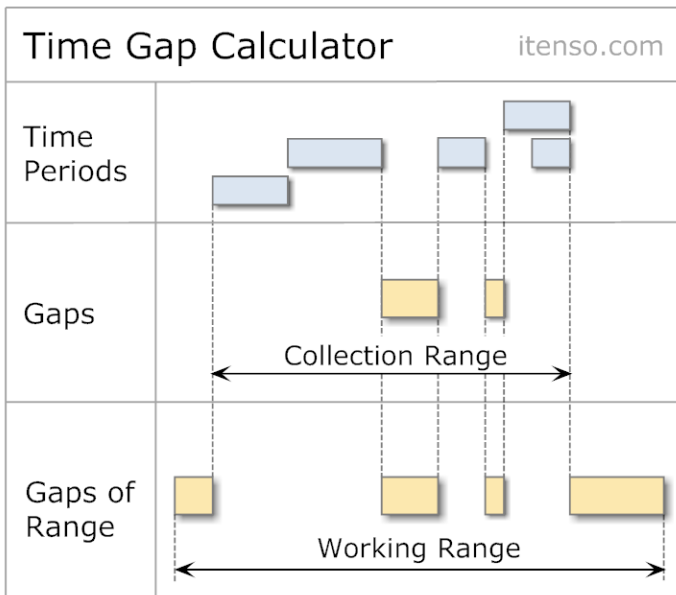 Time Gap Calculator
itenso.com
Time
Periods
Gaps
Collection Range
Gaps of
Range
Working Range